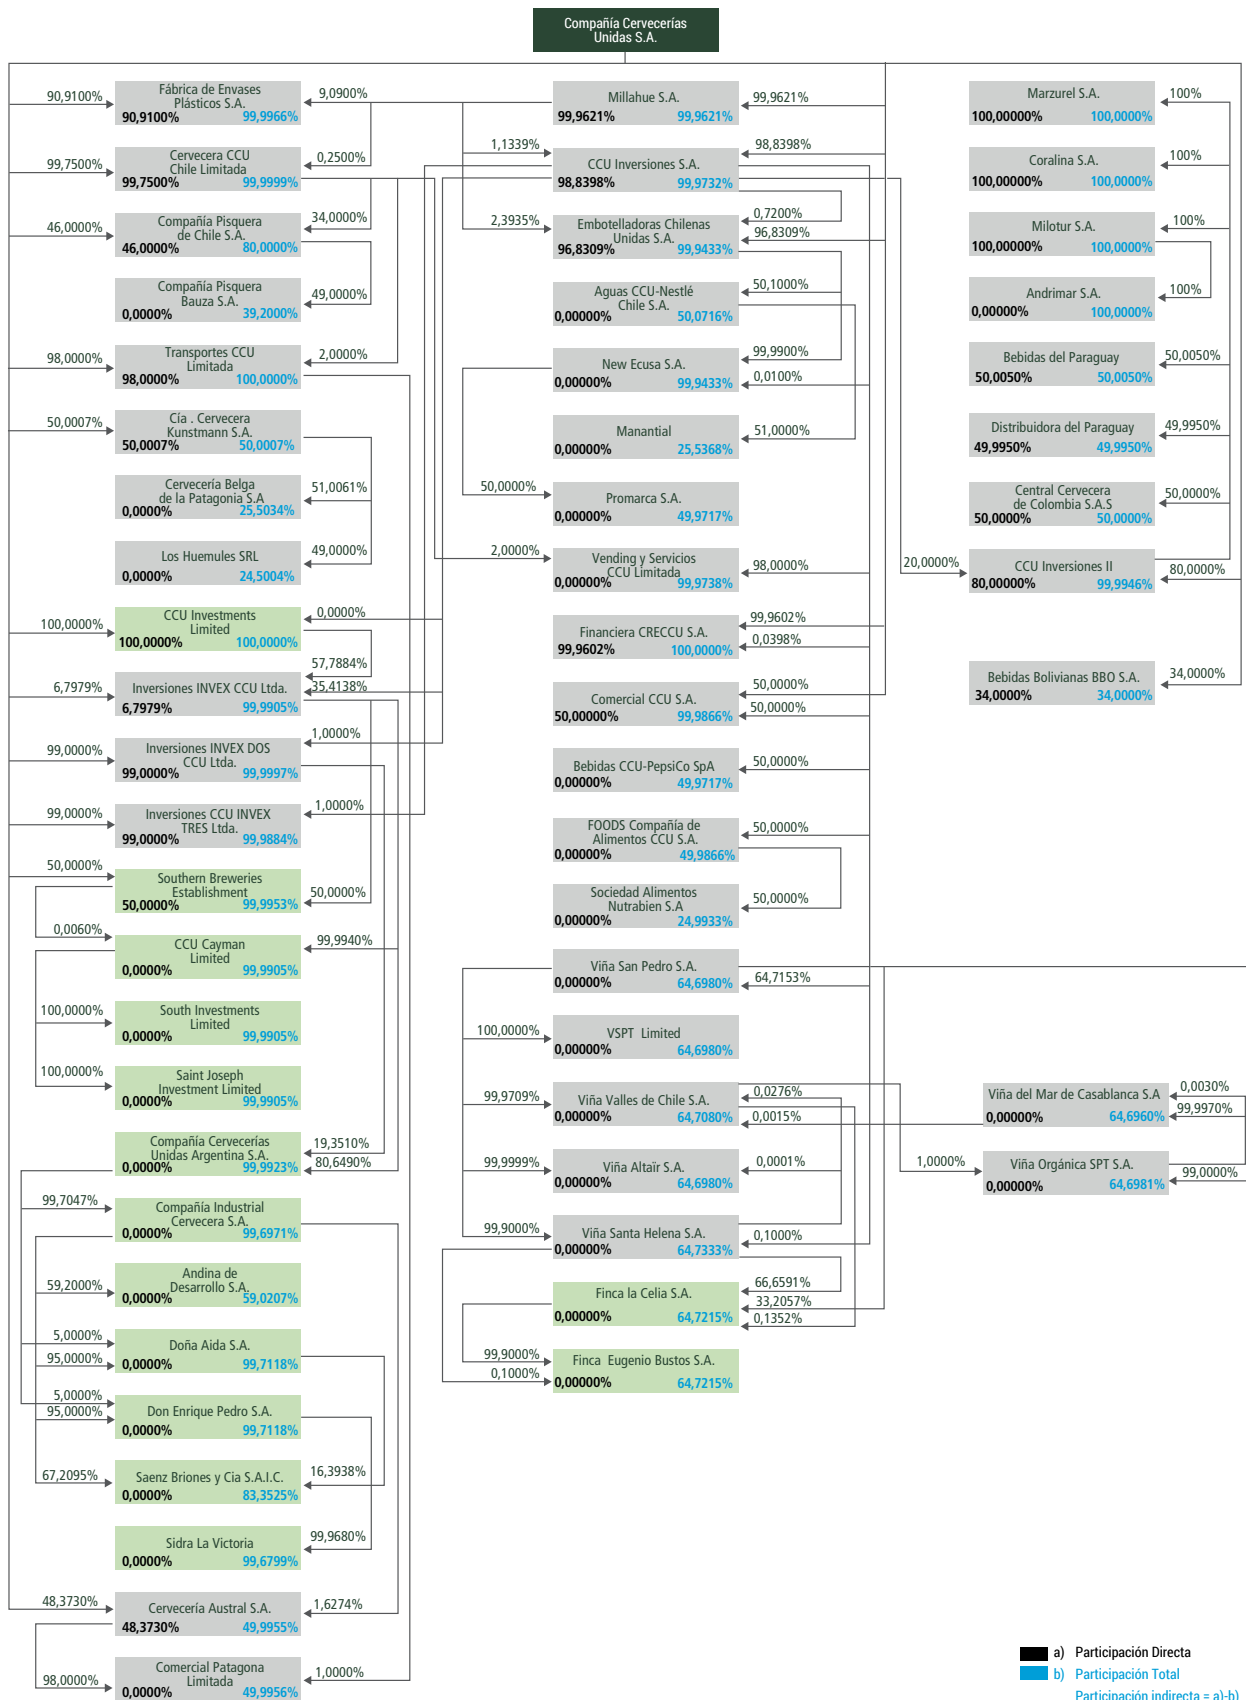 Compañía Cervecerías
Unidas S.A.
90,9100%
Fábrica de Envases
Plásticos S.A.
90,9100% 99,9966%
9,0900%
99,7500%
Cervecera CCU
Chile Limitada
99,7500% 99,9999%
0,2500%
46,0000%
Compañía Pisquera
de Chile S.A.
46,0000% 80,0000%
34,0000%
Compañía Pisquera
Bauza S.A.
0,0000% 39,2000%
49,0000%
98,0000%
Transportes CCU
Limitada
98,0000% 100,0000%
2,0000%
50,0007%
Cía . Cervecera
Kunstmann S.A.
50,0007% 50,0007%
Cervecería Belga
de la Patagonia S.A
0,0000% 25,5034%
51,0061%
Los Huemules SRL
0,0000% 24,5004%
49,0000%
100,0000%
CCU Investments
Limited
100,0000% 100,0000%
0,0000%
57,7884%
6,7979%
Inversiones INVEX CCU Ltda.
6,7979% 99,9905%
35,4138%
99,0000%
Inversiones INVEX DOS
CCU Ltda.
99,0000% 99,9997%
1,0000%
99,0000%
Inversiones CCU INVEX
TRES Ltda.
99,0000% 99,9884%
1,0000%
50,0000%
Southern Breweries
Establishment
50,0000% 99,9953%
50,0000%
0,0060%
CCU Cayman
Limited
0,0000% 99,9905%
99,9940%
100,0000%
South Investments
Limited
0,0000% 99,9905%
100,0000%
Saint Joseph
Investment Limited
0,0000% 99,9905%
Compañía Cervecerías
Unidas Argentina S.A.
0,0000% 99,9923%
19,3510%
80,6490%
99,7047%
Compañía Industrial
Cervecera S.A.
0,0000% 99,6971%
59,2000%
Andina de
Desarrollo S.A.
0,0000% 59,0207%
5,0000%
95,0000%
Doña Aida S.A.
0,0000% 99,7118%
5,0000%
95,0000%
Don Enrique Pedro S.A.
0,0000% 99,7118%
67,2095%
Saenz Briones y Cia S.A.I.C.
0,0000% 83,3525%
16,3938%
Sidra La Victoria
0,0000% 99,6799%
99,9680%
48,3730%
Cervecería Austral S.A.
48,3730% 49,9955%
1,6274%
98,0000%
Comercial Patagona
Limitada
0,0000% 49,9956%
1,0000%
Millahue S.A.
99,9621% 99,9621%
99,9621%
1,1339%
CCU Inversiones S.A.
98,8398% 99,9732%
98,8398%
2,3935%
Embotelladoras Chilenas
Unidas S.A.
96,8309% 99,9433%
0,7200%
96,8309%
Aguas CCU-Nestlé
Chile S.A.
0,00000% 50,0716%
50,1000%
New Ecusa S.A.
0,00000% 99,9433%
99,9900%
0,0100%
Manantial
0,00000% 25,5368%
51,0000%
50,0000%
Promarca S.A.
0,00000% 49,9717%
2,0000%
Vending y Servicios
CCU Limitada
0,00000% 99,9738%
98,0000%
Financiera CRECCU S.A.
99,9602% 100,0000%
99,9602%
0,0398%
Comercial CCU S.A.
50,00000% 99,9866%
50,0000%
50,0000%
Bebidas CCU-PepsiCo SpA
0,00000% 49,9717%
50,0000%
FOODS Compañía de
Alimentos CCU S.A.
0,00000% 49,9866%
50,0000%
Sociedad Alimentos
Nutrabien S.A
0,00000% 24,9933%
50,0000%
Viña San Pedro S.A.
0,00000% 64,6980%
64,7153%
100,0000%
VSPT Limited
0,00000% 64,6980%
99,9709%
Viña Valles de Chile S.A.
0,00000% 64,7080%
0,0276%
0,0015%
99,9999%
Viña Altaïr S.A.
0,00000% 64,6980%
0,0001%
99,9000%
Viña Santa Helena S.A.
0,00000% 64,7333%
0,1000%
Finca la Celia S.A.
0,00000% 64,7215%
66,6591%
33,2057%
0,1352%
99,9000%
0,1000%
Finca Eugenio Bustos S.A.
0,00000% 64,7215%
Marzurel S.A.
100,00000% 100,0000%
100%
Coralina S.A.
100,00000% 100,0000%
100%
Milotur S.A.
100,00000% 100,0000%
100%
Andrimar S.A.
0,00000% 100,0000%
100%
Bebidas del Paraguay
50,0050% 50,0050%
50,0050%
Distribuidora del Paraguay
49,9950% 49,9950%
49,9950%
Central Cervecera
de Colombia S.A.S
50,0000% 50,0000%
50,0000%
20,0000%
CCU Inversiones II
80,00000% 99,9946%
80,0000%
Bebidas Bolivianas BBO S.A.
34,0000% 34,0000%
34,0000%
Viña del Mar de Casablanca S.A
0,00000% 64,6960%
0,0030%
99,9970%
1,0000%
Viña Orgánica SPT S.A.
0,00000% 64,6981%
99,0000%
a) Participación Directa
b) Participación Total
Participación indirecta = a)-b)